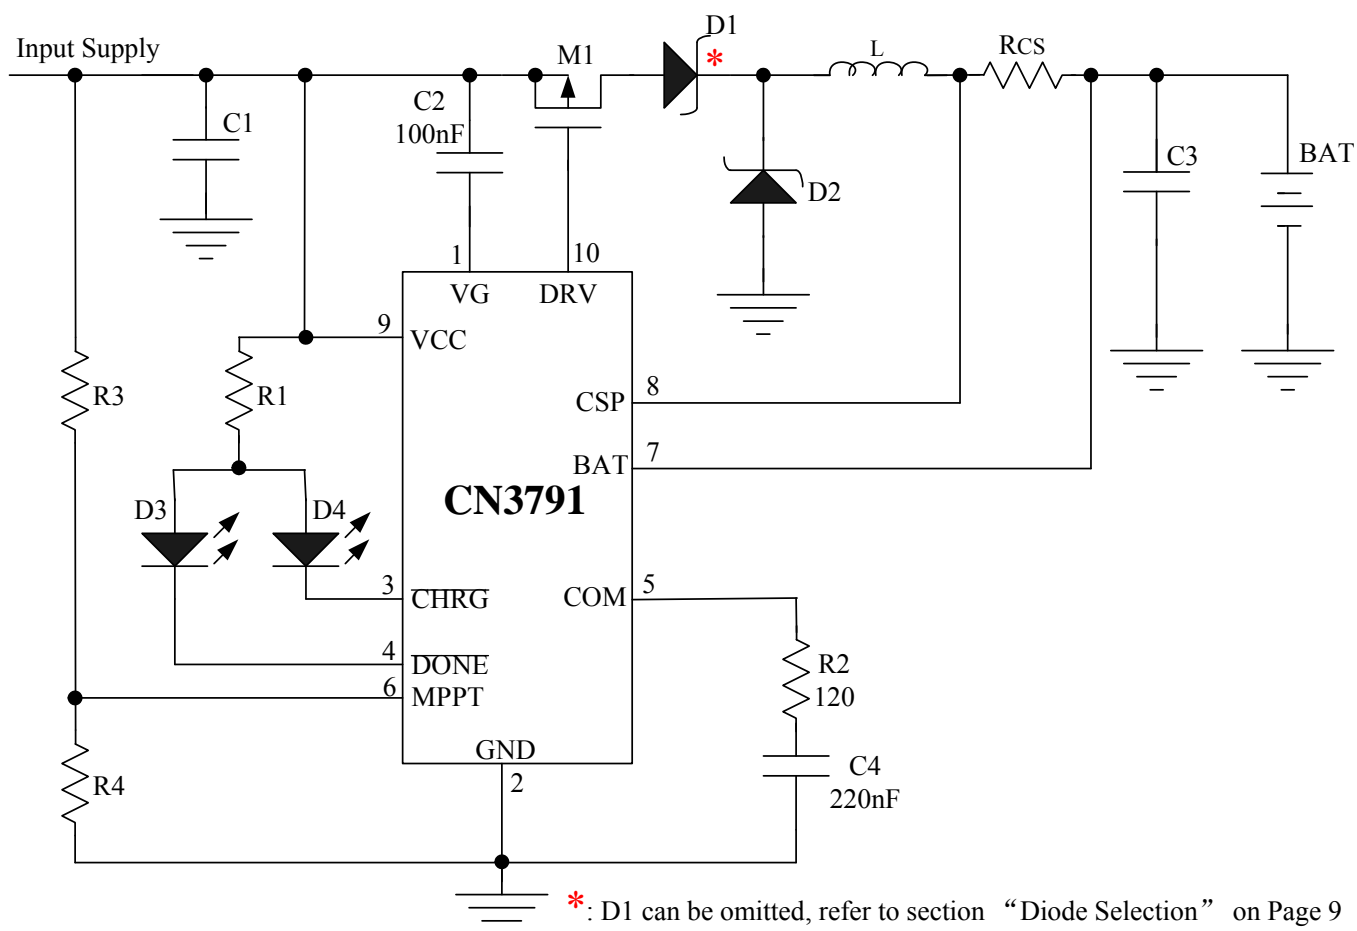 Input Supply
D1
*
M1
L
RCS
C2
100nF
C1
C3
BAT
D2
1
10
VG
DRV
9
VCC
R3
R1
8
CSP
7
BAT
CN3791
D3
D4
3
CHRG
5
COM
4
DONE
6
MPPT
R2
120
GND
2
R4
C4
220nF
*: D1 can be omitted, refer to section “Diode Selection” on Page 9